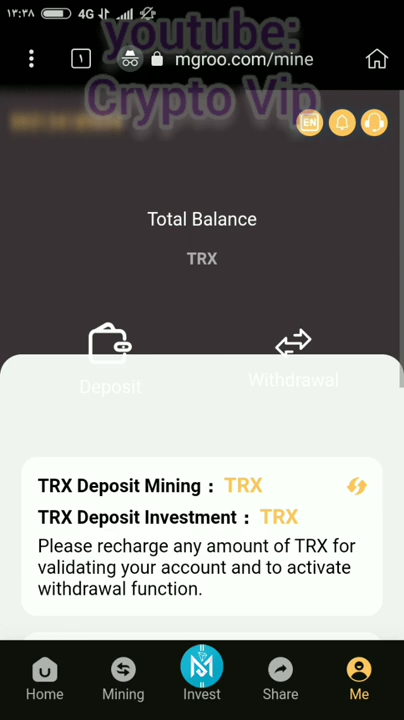 ۱۳:۳۸ 4G
youtube:
۱ mgroo.com/mine
Crypto Vip
EN
Total Balance
TRX
Deposit Withdrawal
TRX Deposit Mining : TRX
TRX Deposit Investment : TRX
Please recharge any amount of TRX for
validating your account and to activate
withdrawal function.
Home Mining Invest Share Me